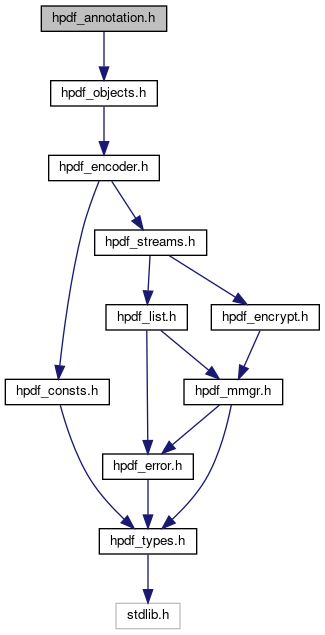 hpdf_annotation.h
hpdf_objects.h
hpdf_encoder.h
hpdf_streams.h
hpdf_list.h
hpdf_encrypt.h
hpdf_consts.h
hpdf_mmgr.h
hpdf_error.h
hpdf_types.h
stdlib.h